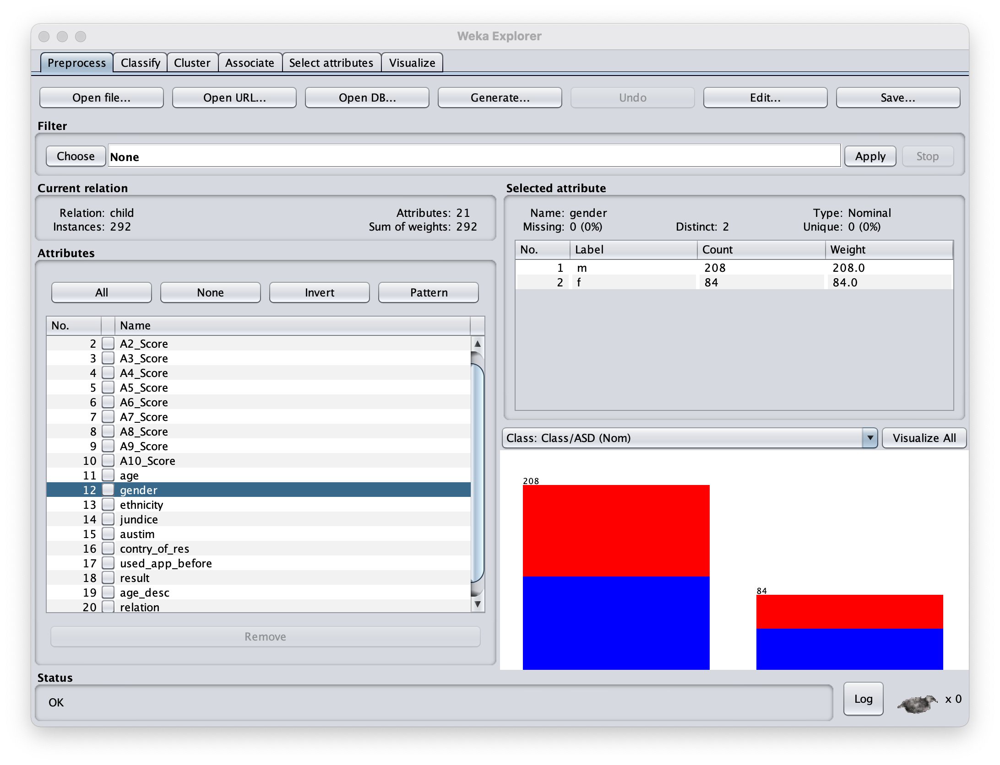 Weka Explorer
Preprocess Classify Cluster Associate Select attributes Visualize
Open file... Open URL... Open DB... Generate... Undo Edit... Save...
Filter
Choose None Apply Stop
Current relation
Relation: child Attributes: 21
Instances: 292 Sum of weights: 292
Attributes
All None Invert Pattern
No. Name
2 A2_Score
3 A3_Score
4 A4_Score
5 A5_Score
6 A6_Score
7 A7_Score
8 A8_Score
9 A9_Score
10 A10_Score
11 age
12 gender
13 ethnicity
14 jundice
15 austim
16 contry_of_res
17 used_app_before
18 result
19 age_desc
20 relation
Remove
Selected attribute
Name: gender Type: Nominal
Missing: 0 (0%) Distinct: 2 Unique: 0 (0%)
No. Label Count Weight
1 m 208 208.0
2 f 84 84.0
Class: Class/ASD (Nom) Visualize All
208
84
Status
OK
Log x 0